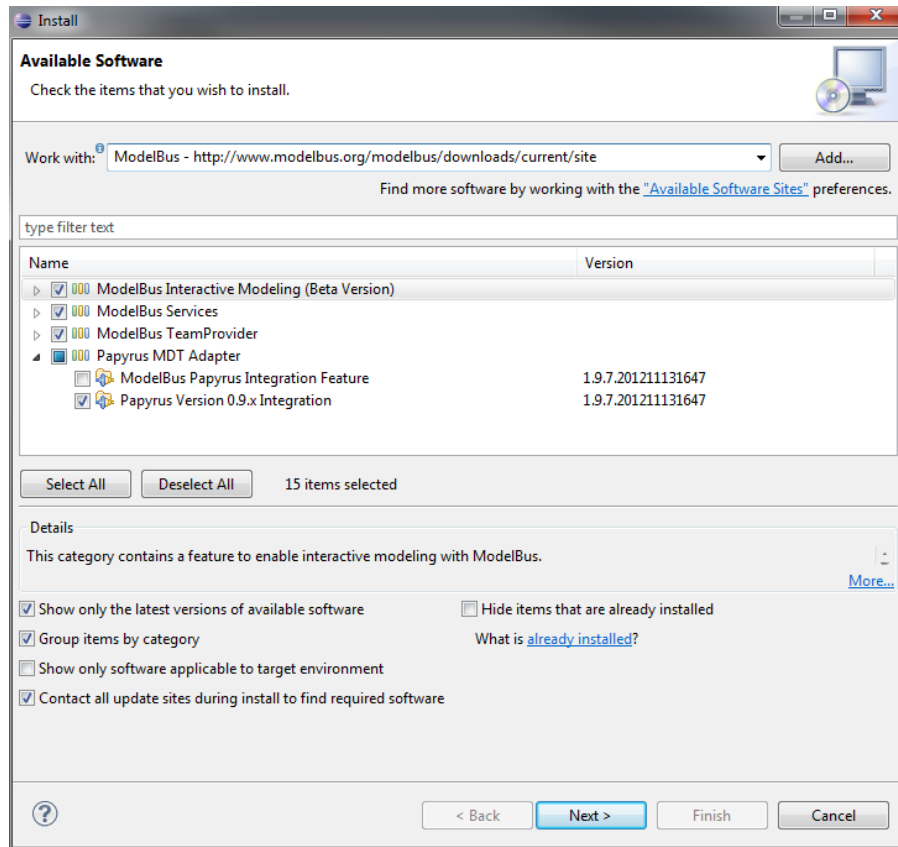 Install
Available Software
Check the items that you wish to install.
Work with: ModelBus - http://www.modelbus.org/modelbus/downloads/current/site Add...
Find more software by working with the "Available Software Sites" preferences.
type filter text
Name Version
ModelBus Interactive Modeling (Beta Version)
ModelBus Services
ModelBus TeamProvider
Papyrus MDT Adapter
ModelBus Papyrus Integration Feature 1.9.7.201211131647
Papyrus Version 0.9.x Integration 1.9.7.201211131647
Select All Deselect All 15 items selected
Details
This category contains a feature to enable interactive modeling with ModelBus.
More...
Show only the latest versions of available software Hide items that are already installed
Group items by category What is already installed?
Show only software applicable to target environment
Contact all update sites during install to find required software
< Back Next > Finish Cancel